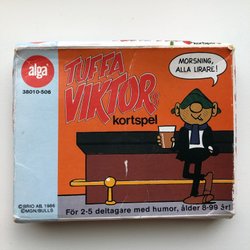 alga
38010-506
TUFFA
VIKTOR
kortspel
MORSNING,
ALLA LIRARE!
©BRIO AB, 1986
©MGN/BULLS
För 2-5 deltagare med humor, ålder 8-99 år!